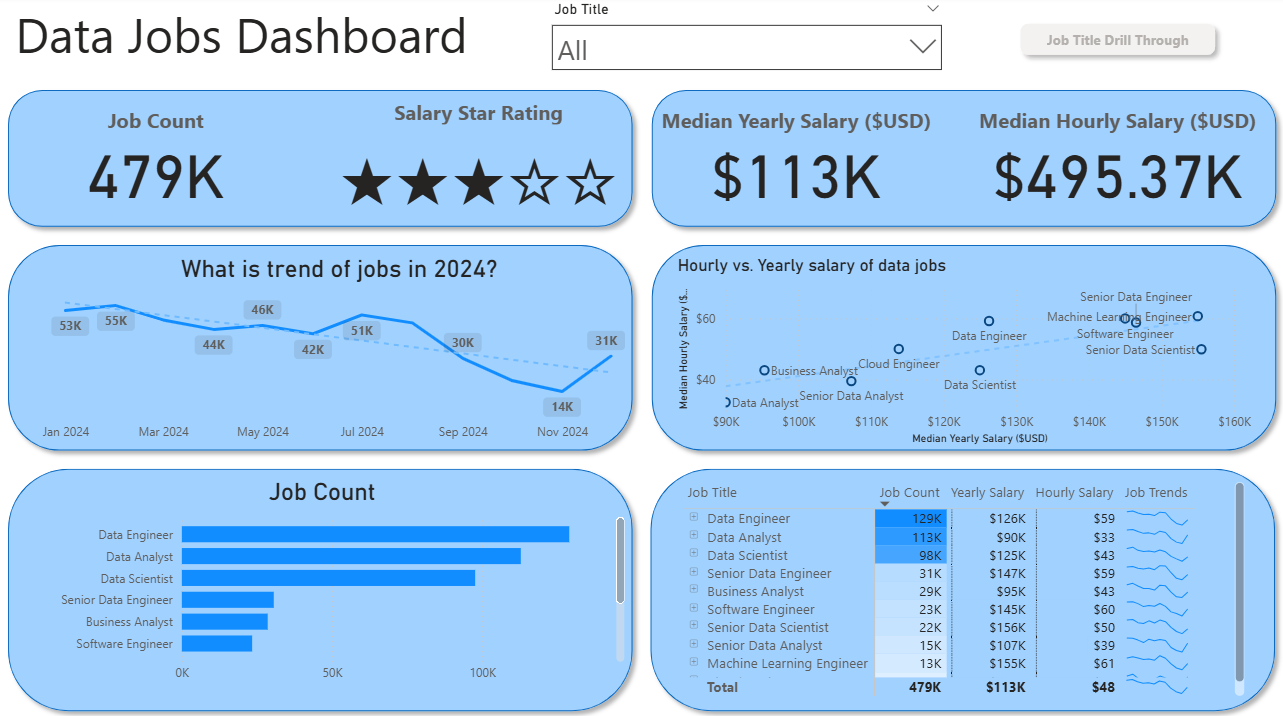 Data Jobs Dashboard
Job Title
All
Job Title Drill Through
Job Count
479K
Salary Star Rating
Median Yearly Salary ($USD)
$113K
Median Hourly Salary ($USD)
$495.37K
What is trend of jobs in 2024?
53K
55K
44K
46K
42K
51K
30K
14K
31K
Jan 2024 Mar 2024 May 2024 Jul 2024 Sep 2024 Nov 2024
Hourly vs. Yearly salary of data jobs
Median Hourly Salary ($...
$60
$40
Senior Data Engineer
Machine Learning Engineer
Data Engineer
Software Engineer
Senior Data Scientist
Cloud Engineer
Business Analyst
Data Scientist
Senior Data Analyst
Data Analyst
$90K $100K $110K $120K $130K $140K $150K $160K
Median Yearly Salary ($USD)
Job Count
Data Engineer
Data Analyst
Data Scientist
Senior Data Engineer
Business Analyst
Software Engineer
0K 50K 100K
Job Title Job Count Yearly Salary Hourly Salary Job Trends
Data Engineer 129K $126K $59
Data Analyst 113K $90K $33
Data Scientist 98K $125K $43
Senior Data Engineer 31K $147K $59
Business Analyst 29K $95K $43
Software Engineer 23K $145K $60
Senior Data Scientist 22K $156K $50
Senior Data Analyst 15K $107K $39
Machine Learning Engineer 13K $155K $61
Total 479K $113K $48